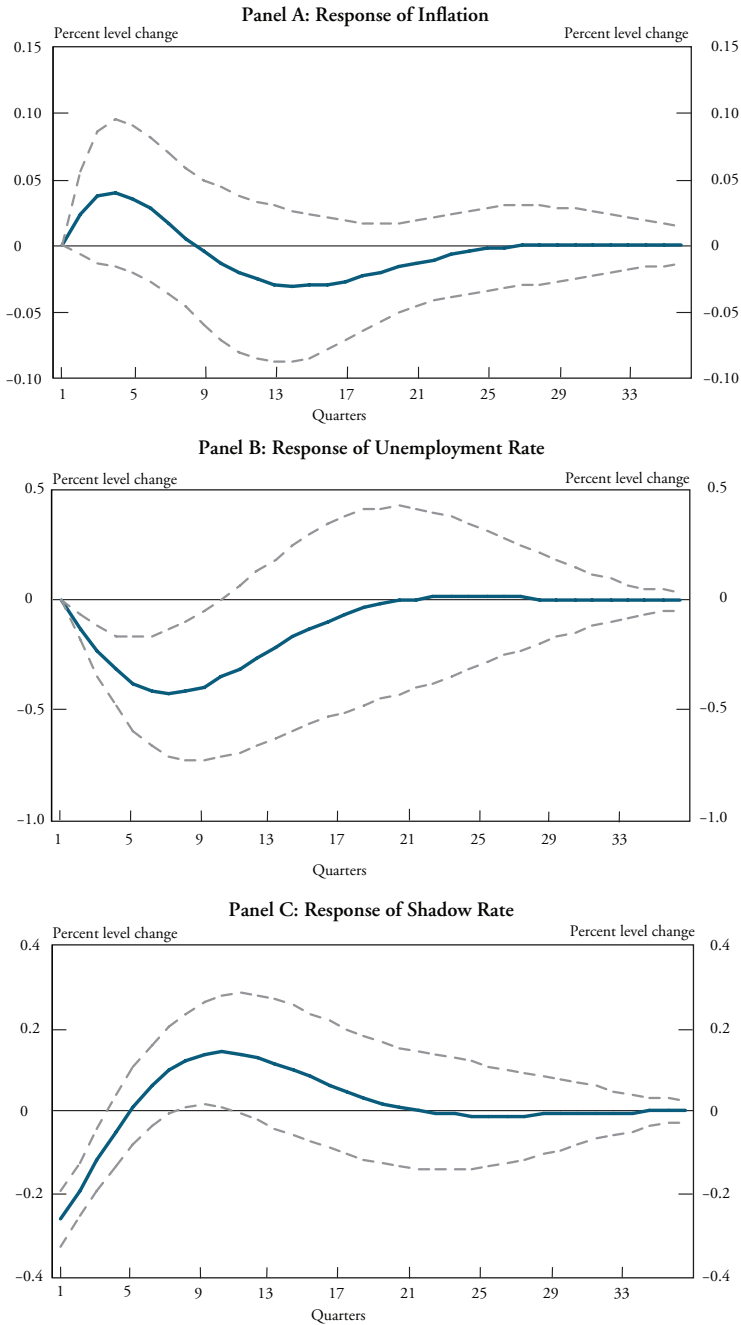 Panel A: Response of Inflation
Percent level change Percent level change
0.15 0.15
0.10 0.10
0.05 0.05
0 0
–0.05 –0.05
–0.10 –0.10
1 5 9 13 17 21 25 29 33
Quarters
Panel B: Response of Unemployment Rate
Percent level change Percent level change
0.5 0.5
0 0
–0.5 –0.5
–1.0 –1.0
1 5 9 13 17 21 25 29 33
Quarters
Panel C: Response of Shadow Rate
Percent level change Percent level change
0.4 0.4
0.2 0.2
0 0
–0.2 –0.2
–0.4 –0.4
1 5 9 13 17 21 25 29 33
Quarters